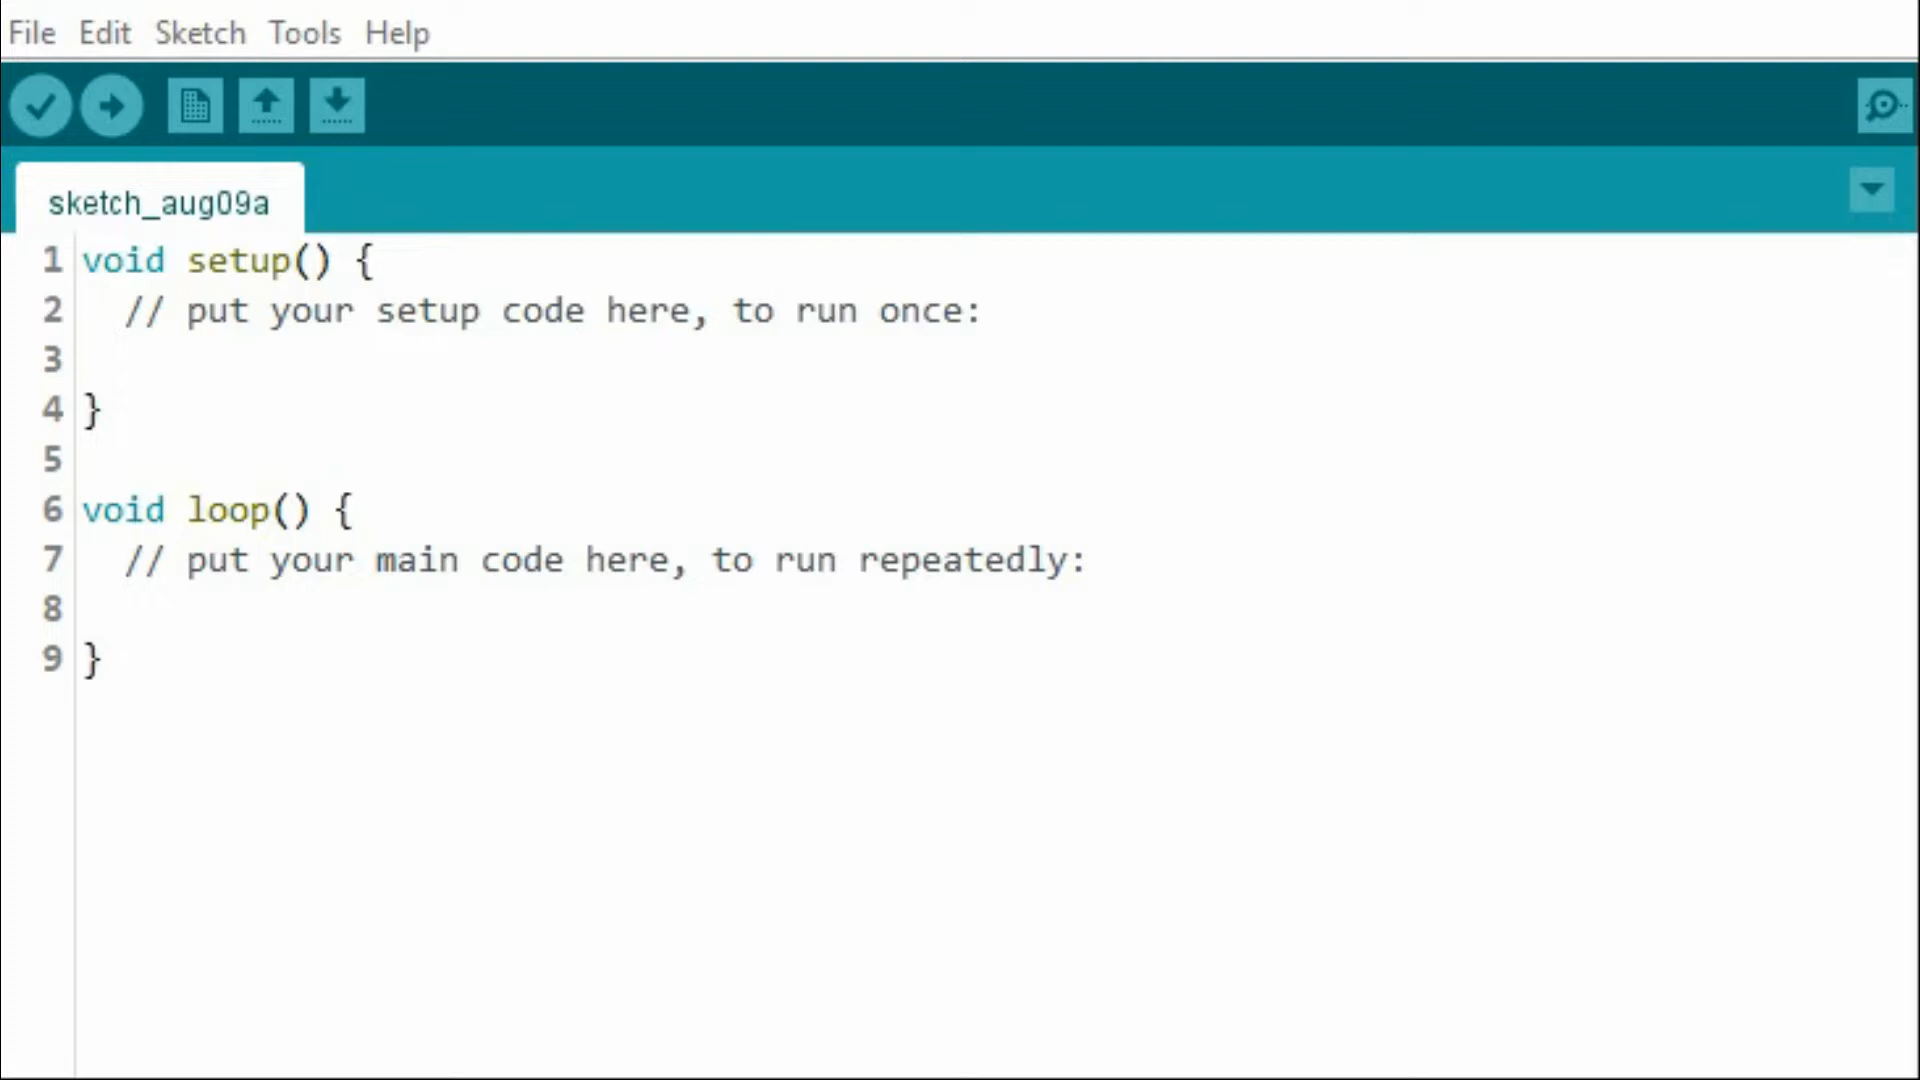 File Edit Sketch Tools Help
sketch_aug09a
1 void setup() {
2   // put your setup code here, to run once:
3
4 }
5
6 void loop() {
7   // put your main code here, to run repeatedly:
8
9 }